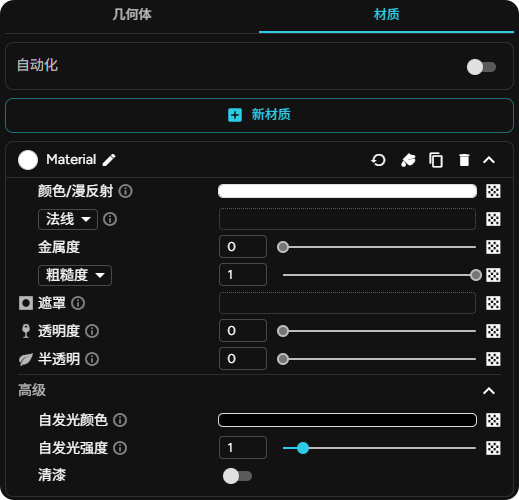 几何体 材质
自动化
新材质
Material
颜色/漫反射
法线
金属度 0
粗糙度 1
遮罩
透明度 0
半透明 0
高级
自发光颜色
自发光强度 1
清漆